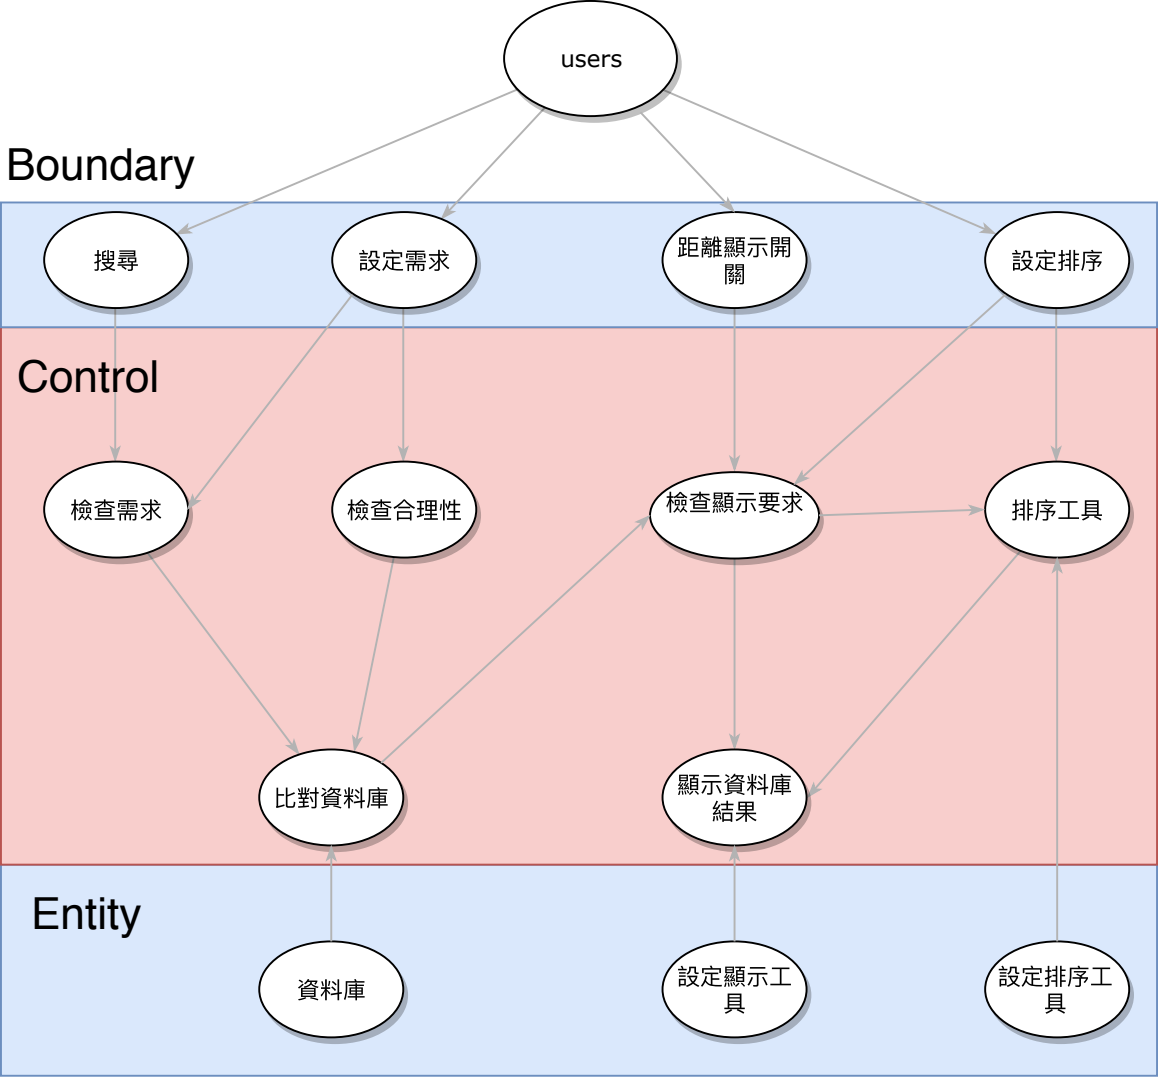 users
Boundary
搜尋
設定需求
距離顯示開
關
設定排序
Control
檢查需求
檢查合理性
檢查顯示要求
排序工具
比對資料庫
顯示資料庫
結果
Entity
資料庫
設定顯示工
具
設定排序工
具